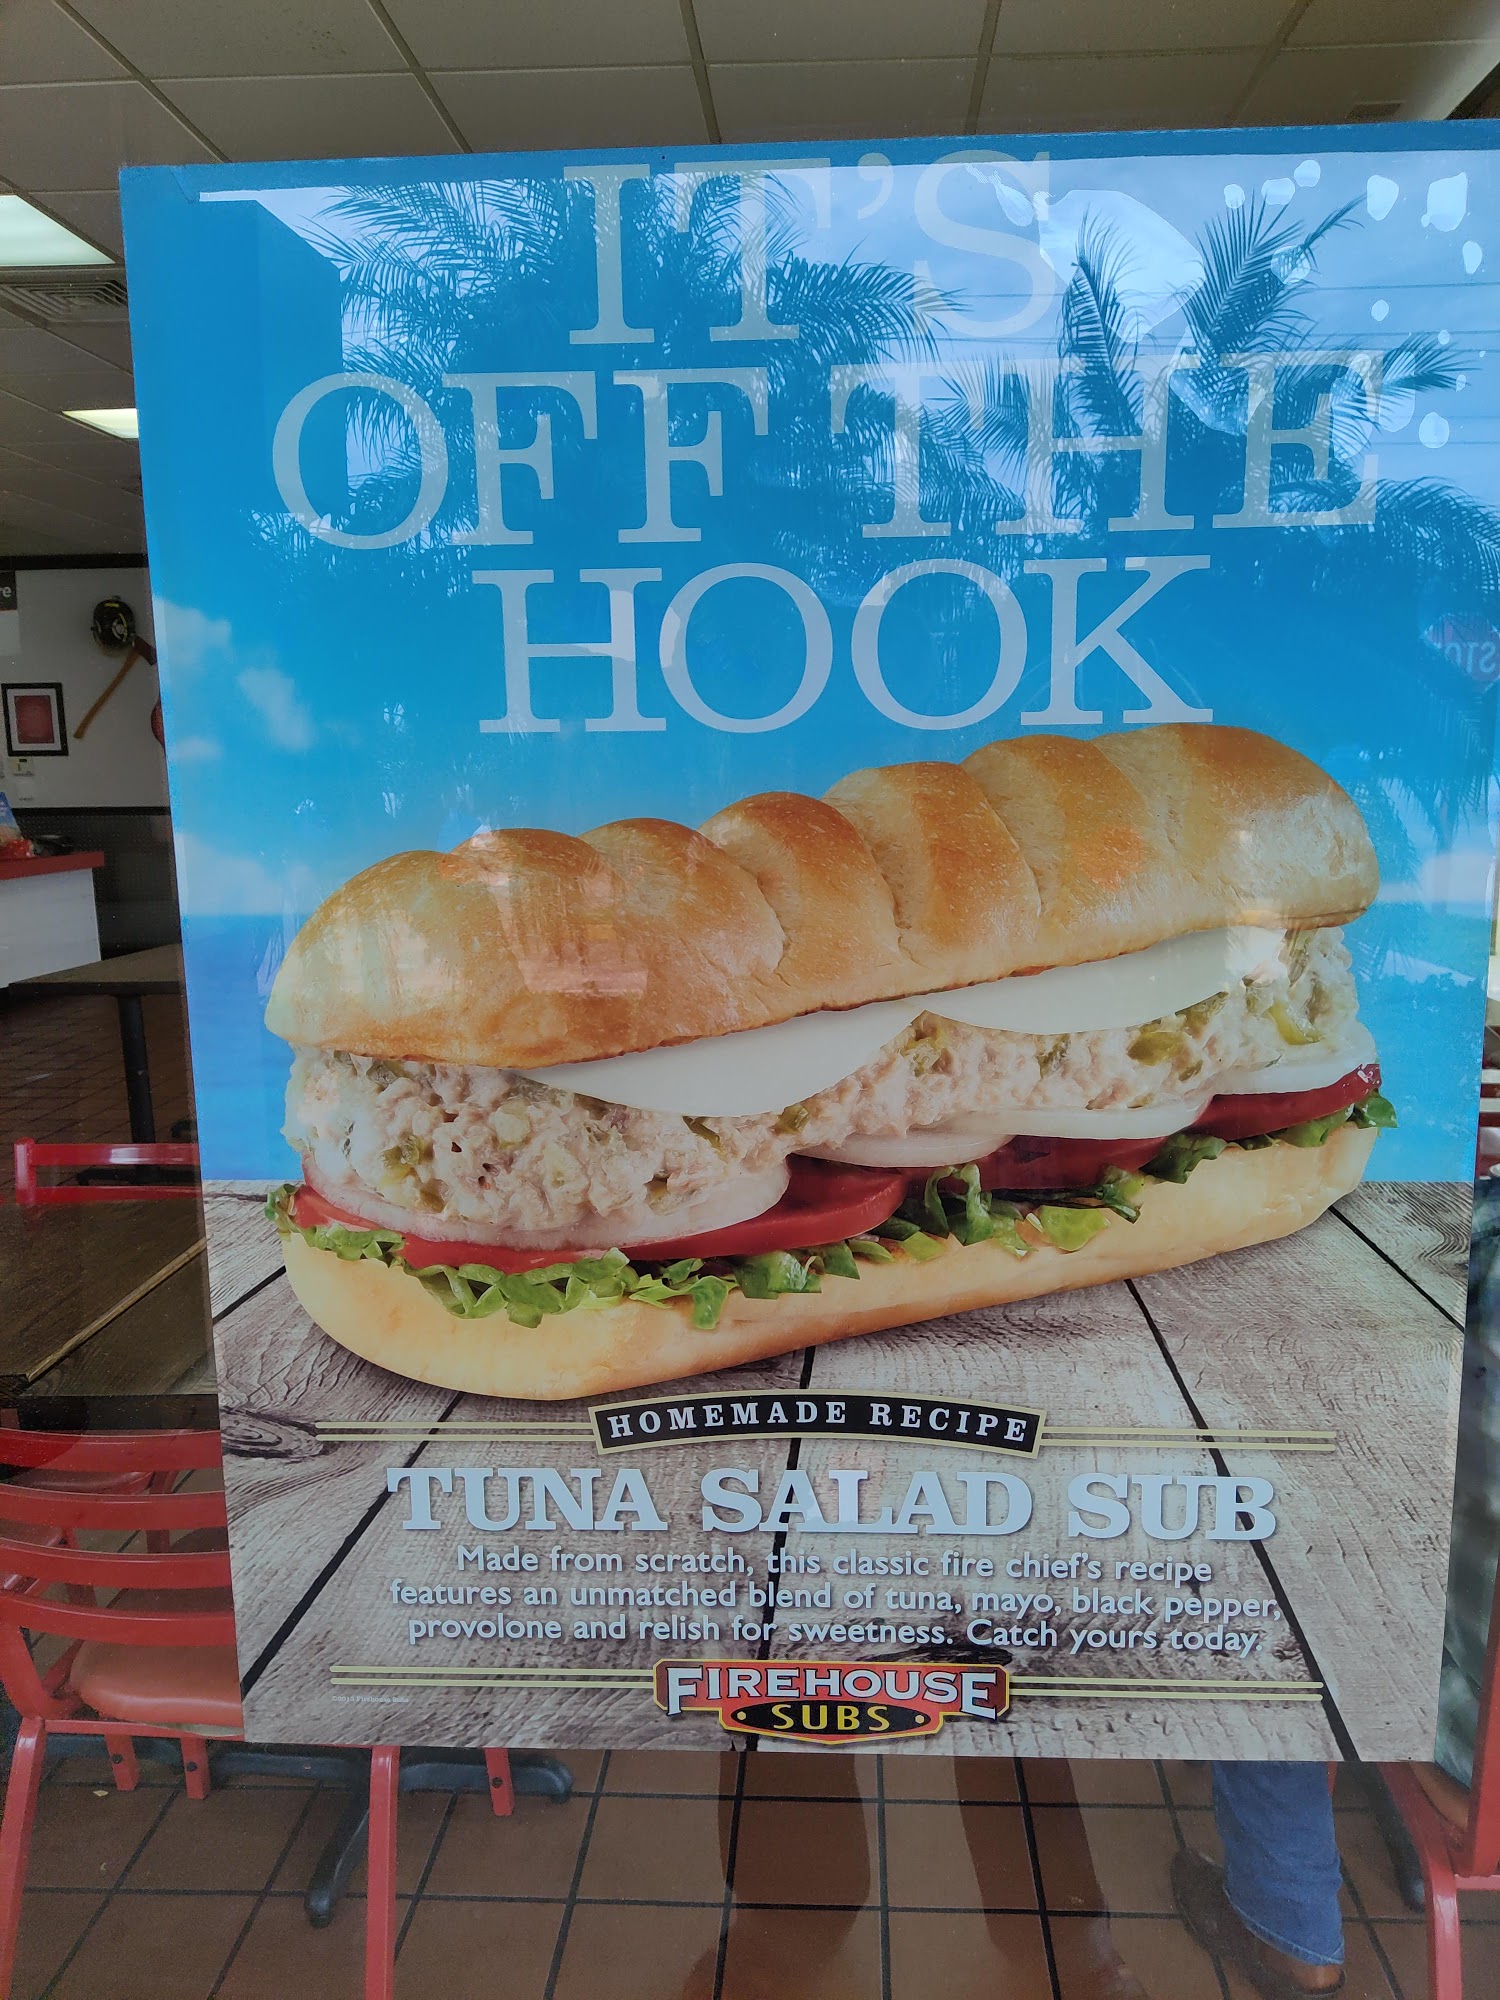 IT'S
OFF THE
HOOK
HOMEMADE RECIPE
TUNA SALAD SUB
Made from scratch, this classic fire chief's recipe
features an unmatched blend of tuna, mayo, black pepper,
provolone and relish for sweetness. Catch yours today.
FIREHOUSE
SUBS